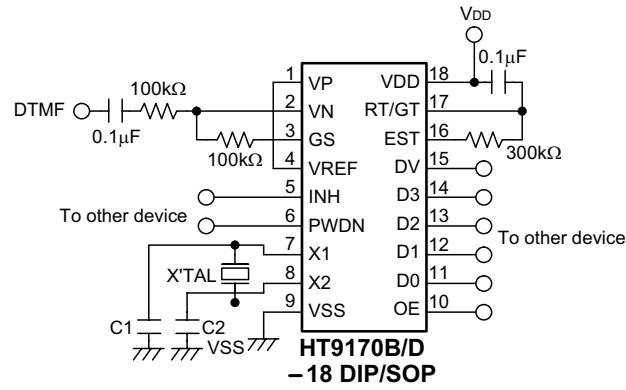 VDD
0.1μF
1 VP VDD 18
100kΩ
DTMF
0.1μF
2 VN RT/GT 17
3 GS EST 16
100kΩ
300kΩ
4 VREF DV 15
5 INH D3 14
To other device
6 PWDN D2 13
To other device
7 X1 D1 12
X'TAL
8 X2 D0 11
9 VSS OE 10
C1 C2
VSS
HT9170B/D
–18 DIP/SOP